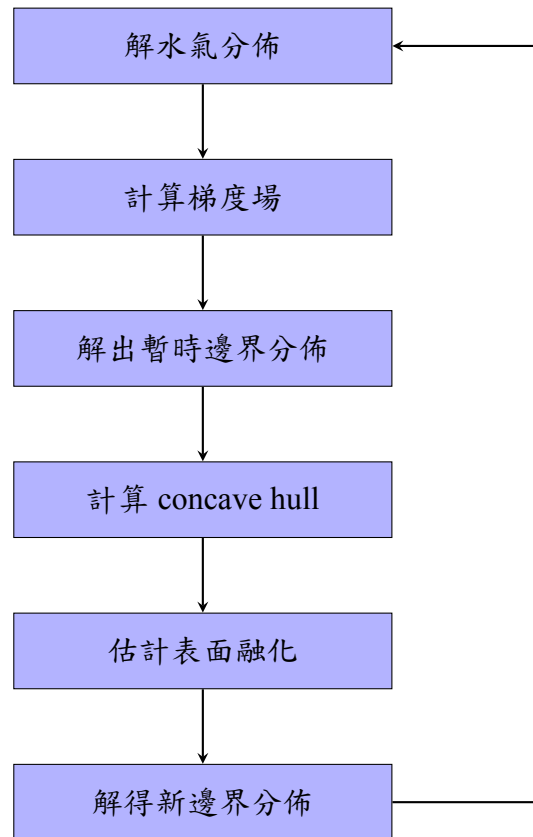 解水氣分佈
計算梯度場
解出暫時邊界分佈
計算 concave hull
估計表面融化
解得新邊界分佈